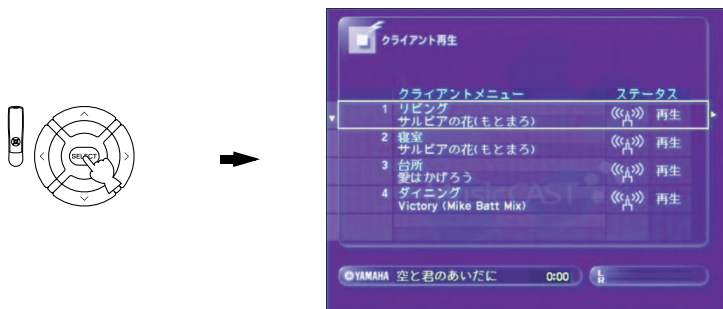 SELECT
クライアント再生
クライアントメニュー ステータス
1 リビング
サルビアの花(もとまろ) 再生
2 寝室
サルビアの花(もとまろ) 再生
3 台所
愛はかげろう 再生
4 ダイニング
Victory (Mike Batt Mix) 再生
musicCAST
YAMAHA 空と君のあいだに 0:00 L
R